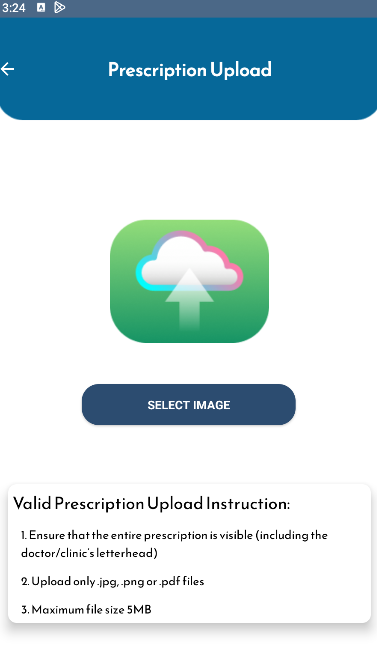 3:24
Prescription Upload
SELECT IMAGE
Valid Prescription Upload Instruction:
1. Ensure that the entire prescription is visible (including the
doctor/clinic's letterhead)
2. Upload only .jpg, .png or .pdf files
3. Maximum file size 5MB